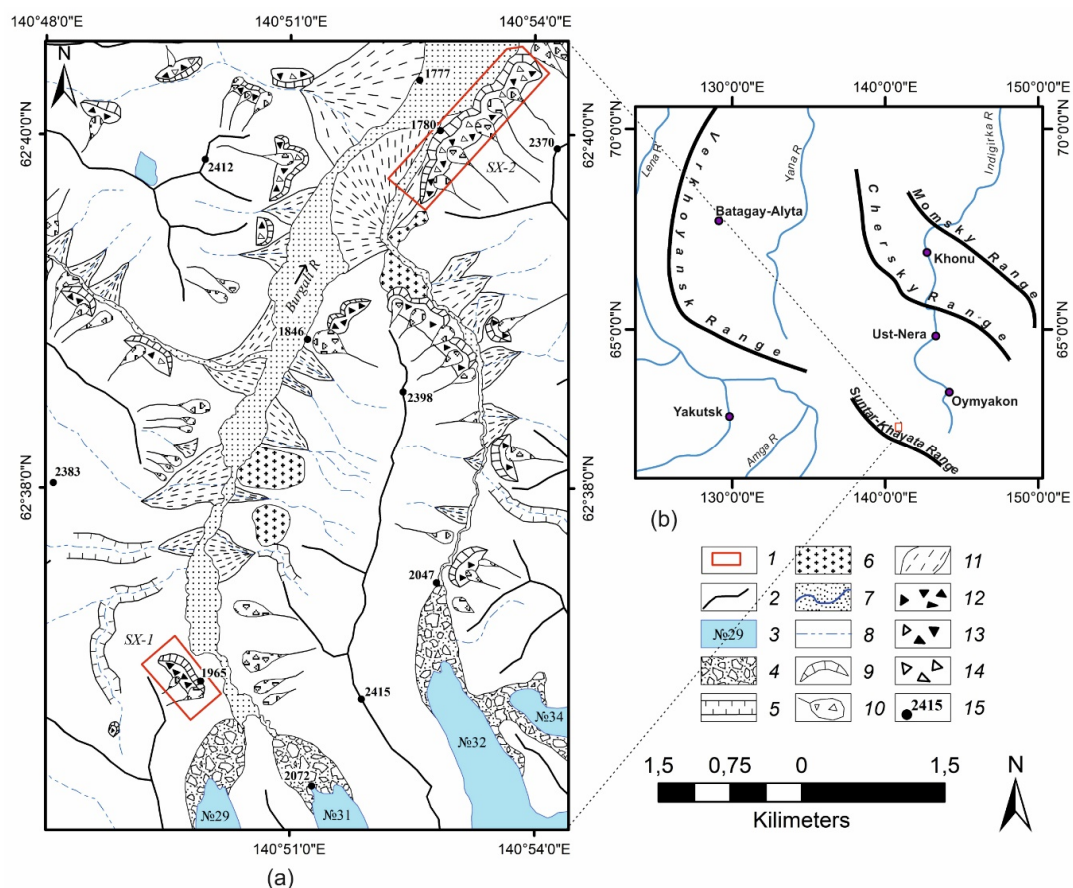 140°48'0"E
140°51'0"E
140°54'0"E
N
62°40'0"N
62°38'0"N
1777
1780
SX-2
2370
2412
Burgali R
1846
2398
2383
2047
SX-1
1965
2415
№34
№32
2072
№29
№31
62°40'0"N
62°38'0"N
140°51'0"E
140°54'0"E
(a)
130°0'0"E
140°0'0"E
150°0'0"E
70°0'0"N
65°0'0"N
Lena R
Verkhoyansk Range
Yana R
Indigirka R
Batagay-Alyta
Chersky Range
Momsky Range
Khonu
Ust-Nera
Oymyakon
Yakutsk
Amga R
Suntar-Khayata Range
70°0'0"N
65°0'0"N
130°0'0"E
140°0'0"E
150°0'0"E
(b)
1
6
11
2
7
12
№29
3
8
13
4
9
14
5
10
2415
15
1,5 0,75 0 1,5
Kilimeters
N